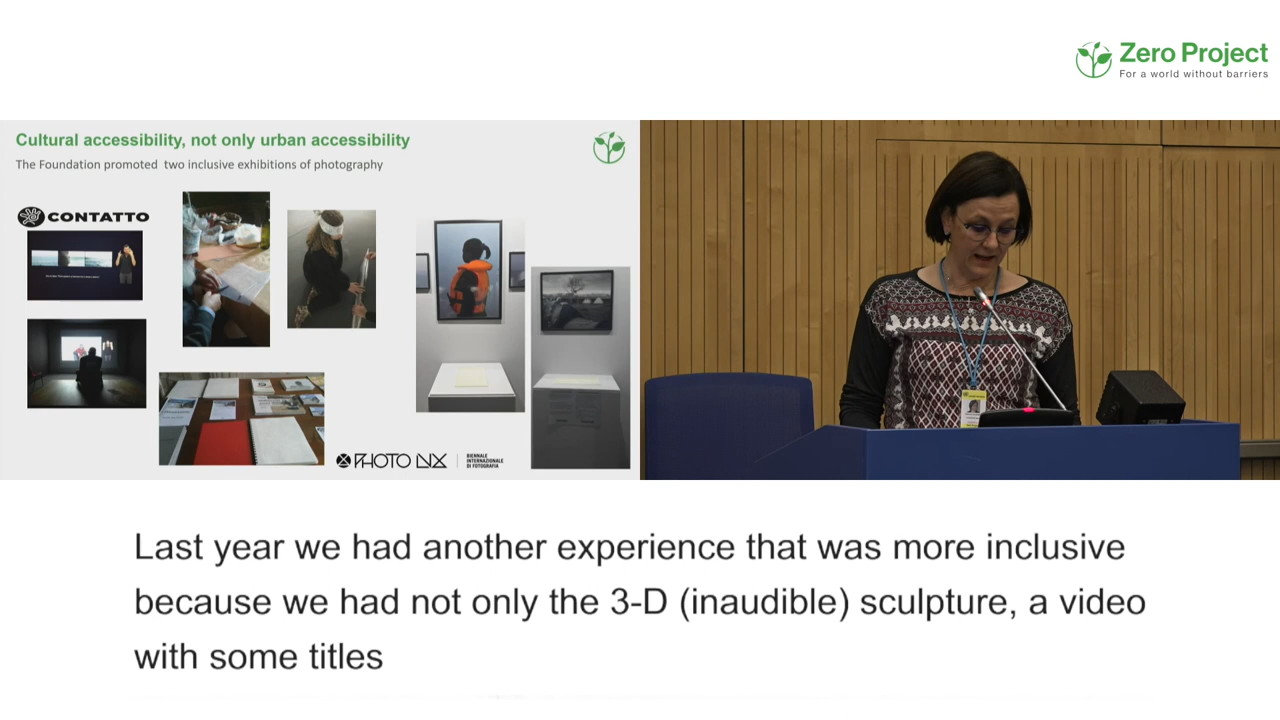 Zero Project
For a world without barriers
Cultural accessibility, not only urban accessibility
The Foundation promoted two inclusive exhibitions of photography
CONTATTO
PHOTO LUX
BIENNALE
INTERNAZIONALE
DI FOTOGRAFIA
Last year we had another experience that was more inclusive
because we had not only the 3-D (inaudible) sculpture, a video
with some titles